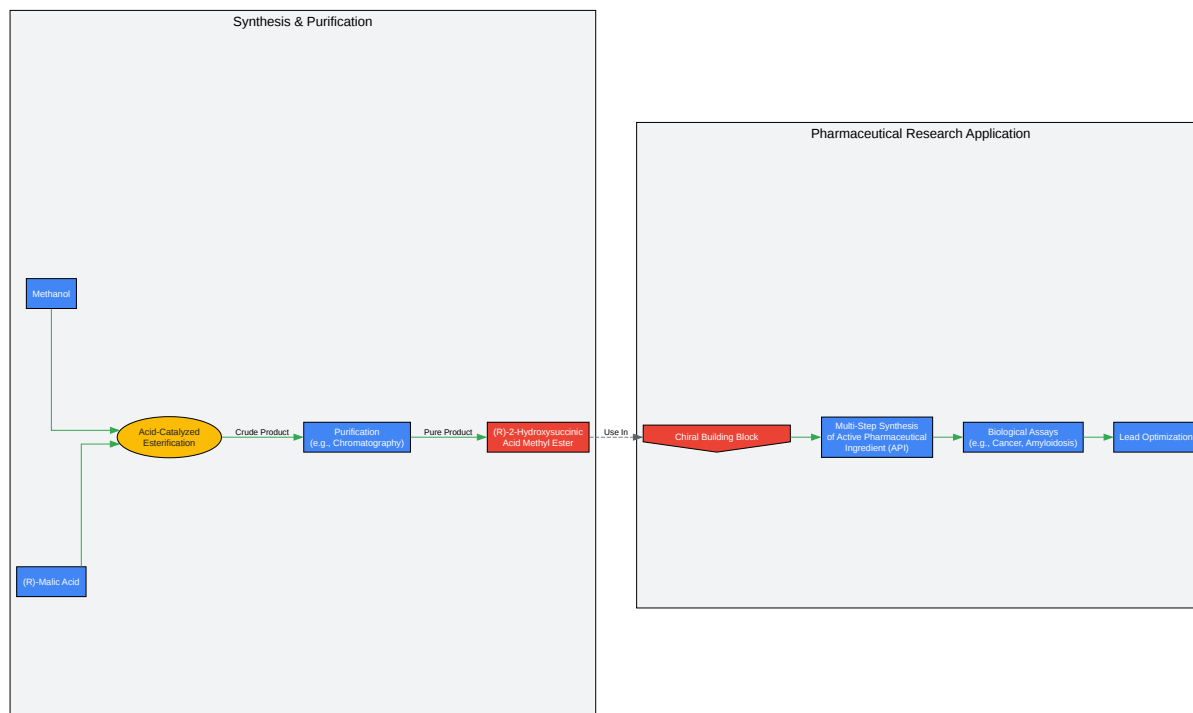 Synthesis & Purification
Pharmaceutical Research Application
Methanol
(R)-Malic Acid
Acid-Catalyzed
Esterification
Crude Product
Purification
(e.g., Chromatography)
Pure Product
(R)-2-Hydroxysuccinic
Acid Methyl Ester
Use In
Chiral Building Block
Multi-Step Synthesis
of Active Pharmaceutical
Ingredient (API)
Biological Assays
(e.g., Cancer, Amyloidosis)
Lead Optimization